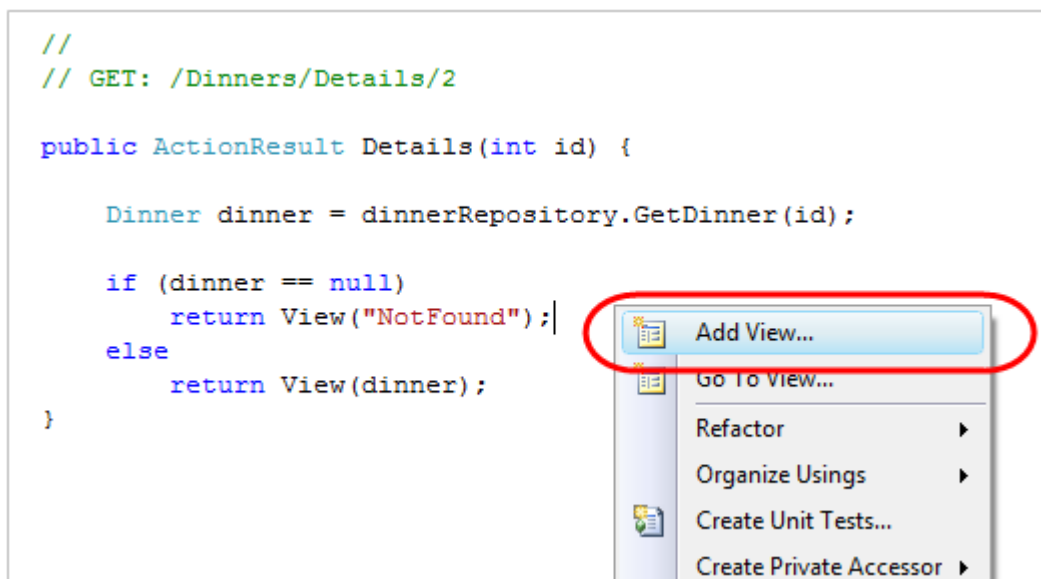 //
// GET: /Dinners/Details/2
public ActionResult Details(int id) {
Dinner dinner = dinnerRepository.GetDinner(id);
if (dinner == null)
return View("NotFound");
else
return View(dinner);
}
Add View...
Go To View...
Refactor
Organize Usings
Create Unit Tests...
Create Private Accessor